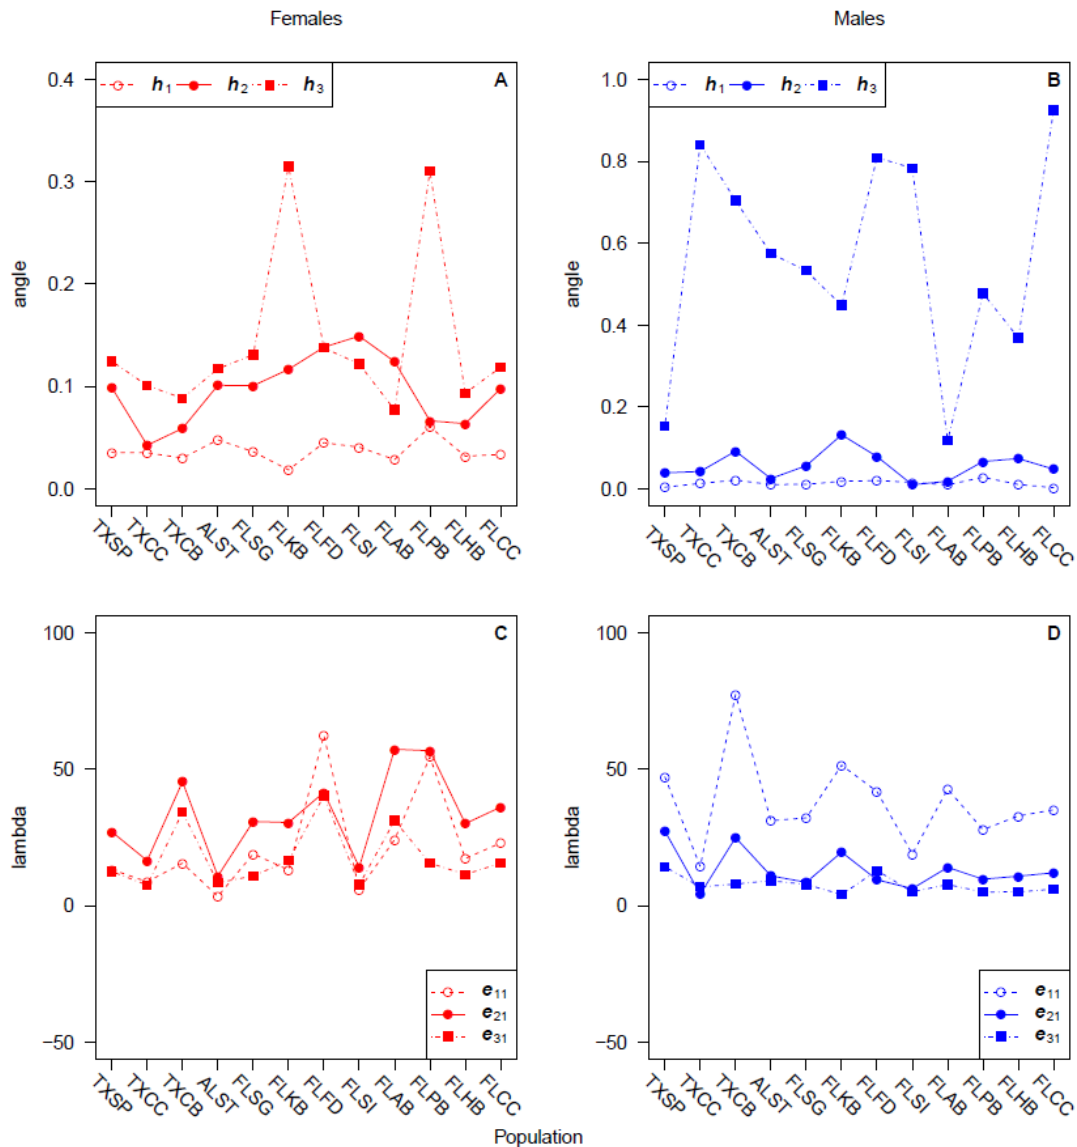 Females
Males
A
h1 h2 h3
0.4
0.3
0.2
0.1
0.0
angle
TXSP TXCC TXCB ALST FLSG FLKB FLFD FLSI FLAB FLPB FLHB FLCC
B
h1 h2 h3
1.0
0.8
0.6
0.4
0.2
0.0
angle
TXSP TXCC TXCB ALST FLSG FLKB FLFD FLSI FLAB FLPB FLHB FLCC
C
100
50
0
−50
lambda
e11
e21
e31
TXSP TXCC TXCB ALST FLSG FLKB FLFD FLSI FLAB FLPB FLHB FLCC
D
100
50
0
−50
lambda
e11
e21
e31
TXSP TXCC TXCB ALST FLSG FLKB FLFD FLSI FLAB FLPB FLHB FLCC
Population